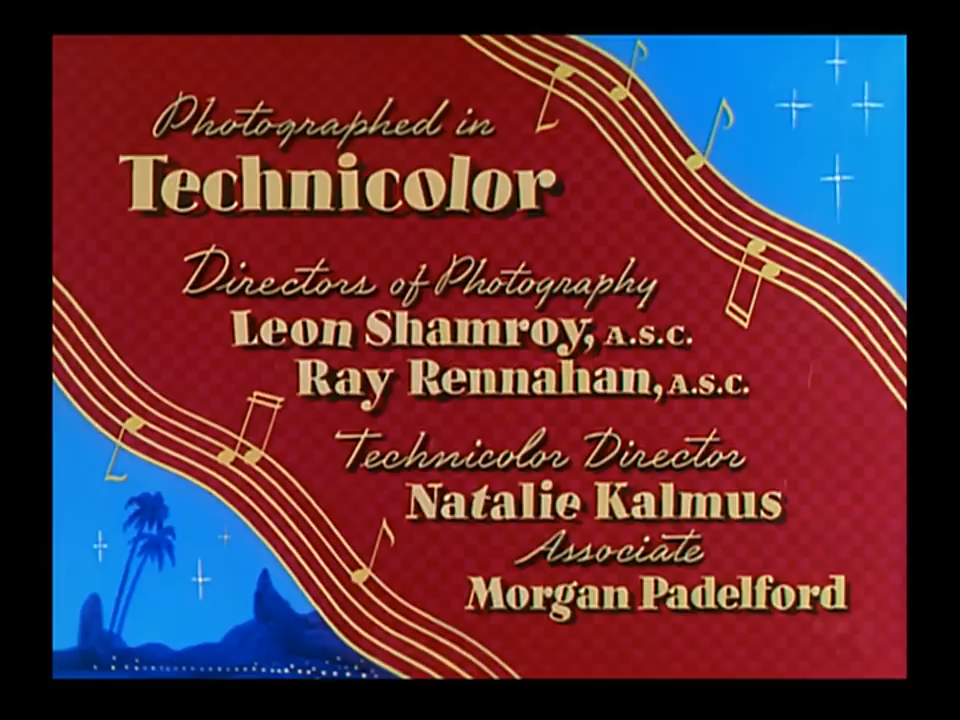 Photographed in
Technicolor
Directors of Photography
Leon Shamroy, A.S.C.
Ray Rennahan, A.S.C.
Technicolor Director
Natalie Kalmus
Associate
Morgan Padelford